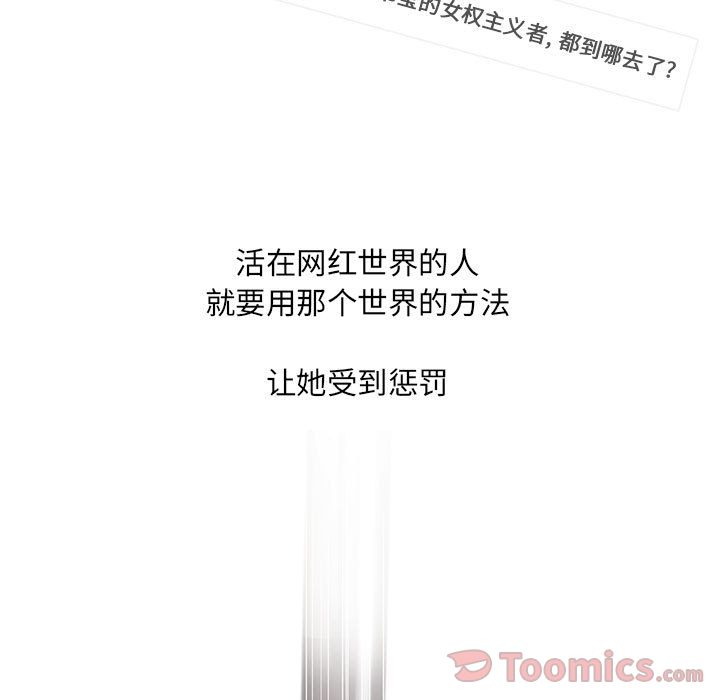 宝的女权主义者, 都到哪去了?
活在网红世界的人
就要用那个世界的方法
让她受到惩罚
Toomics.com